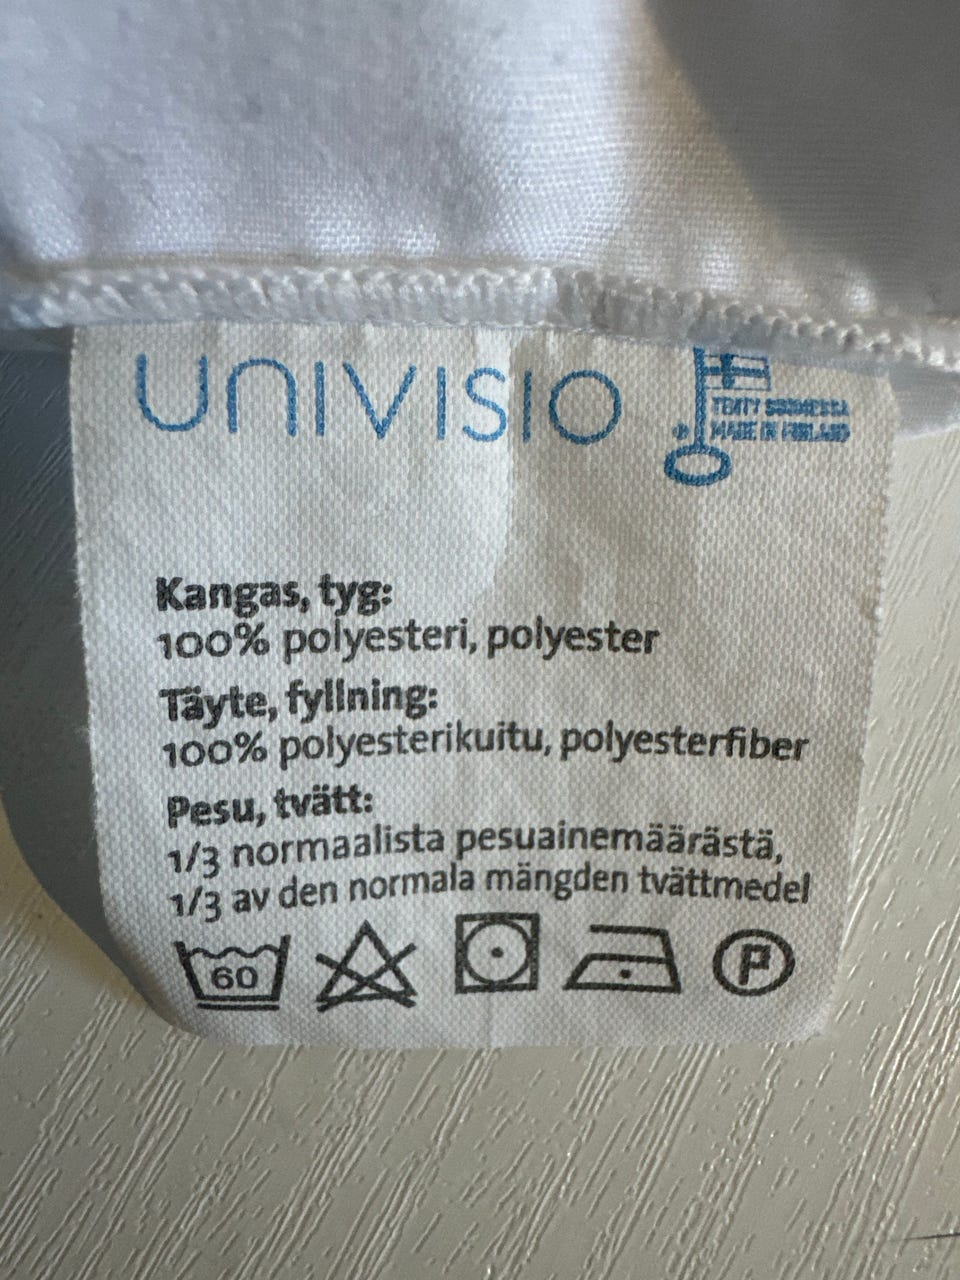 UNIVISIO
TEHTY SUOMESSA
® MADE IN FINLAND
Kangas, tyg:
100% polyesteri, polyester
Täyte, fyllning:
100% polyesterikuitu, polyesterfiber
Pesu, tvätt:
1/3 normaalista pesuainemäärästä,
1/3 av den normala mängden tvättmedel
60 P